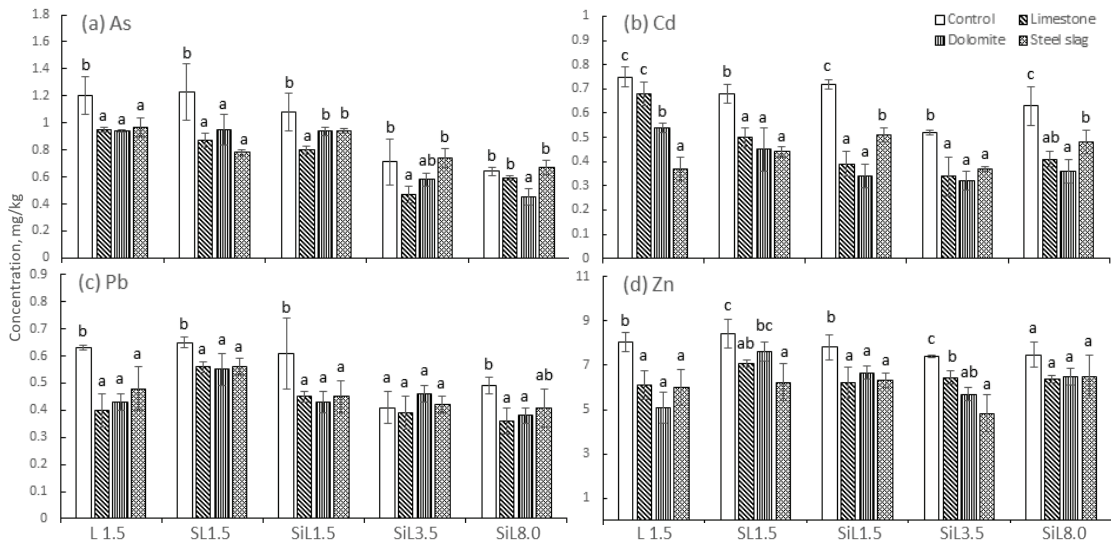 Concentration, mg/kg
(a) As
1.8
1.6
1.4
1.2
1
0.8
0.6
0.4
0.2
0
b a a a
b a a a
b a b b
b a ab b
b b a b
(b) Cd
Control Limestone
Dolomite Steel slag
1
0.9
0.8
0.7
0.6
0.5
0.4
0.3
0.2
0.1
0
c c b a
b a a a
c a a b
c a a a
c ab a b
(c) Pb
0.9
0.8
0.7
0.6
0.5
0.4
0.3
0.2
0.1
0
b a a a
b a a a
b a a a
a a a a
b a a ab
L 1.5 SL1.5 SiL1.5 SiL3.5 SiL8.0
(d) Zn
11
9
7
5
3
1
b a a a
c ab bc a
b a a a
c b ab a
a a a a
L 1.5 SL1.5 SiL1.5 SiL3.5 SiL8.0